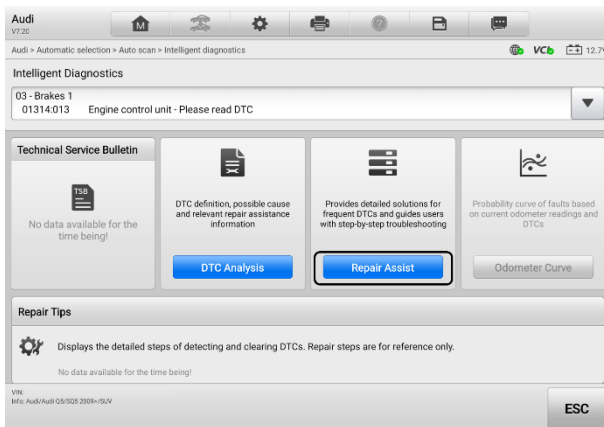 Audi
V7.20
M
VCI
12.7V
Audi > Automatic selection > Auto scan > Intelligent diagnostics
Intelligent Diagnostics
03 - Brakes 1
01314:013 Engine control unit - Please read DTC
Technical Service Bulletin
TSB
No data available for the
time being!
DTC definition, possible cause
and relevant repair assistance
information
DTC Analysis
Provides detailed solutions for
frequent DTCs and guides users
with step-by-step troubleshooting
Repair Assist
Probability curve of faults based
on current odometer readings and
DTCs
Odometer Curve
Repair Tips
Displays the detailed steps of detecting and clearing DTCs. Repair steps are for reference only.
No data available for the time being!
VIN:
Info: Audi/Audi Q5/SQ5 2009>/SUV
ESC